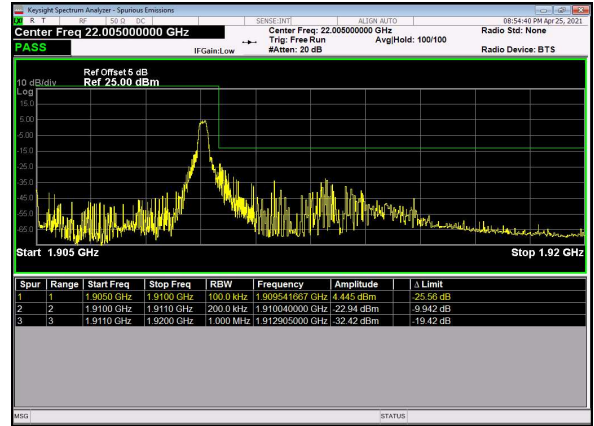 Keysight Spectrum Analyzer - Spurious Emissions
LXI R T RF 50 Ω DC SENSE:INT ALIGN AUTO 08:54:40 PM Apr 25, 2021
Center Freq 22.005000000 GHz Center Freq: 22.005000000 GHz Radio Std: None
Trig: Free Run Avg|Hold: 100/100
PASS IFGain:Low #Atten: 20 dB Radio Device: BTS
Ref Offset 5 dB
10 dB/div Ref 25.00 dBm
Log
15.0
5.00
-5.00
-15.0
-25.0
-35.0
-45.0
-55.0
-65.0
Start 1.905 GHz Stop 1.92 GHz
Spur Range Start Freq Stop Freq RBW Frequency Amplitude Δ Limit
1 1 1.9050 GHz 1.9100 GHz 100.0 kHz 1.909541667 GHz 4.445 dBm -25.56 dB
2 2 1.9100 GHz 1.9110 GHz 200.0 kHz 1.910040000 GHz -22.94 dBm -9.942 dB
3 3 1.9110 GHz 1.9200 GHz 1.000 MHz 1.912905000 GHz -32.42 dBm -19.42 dB
MSG STATUS